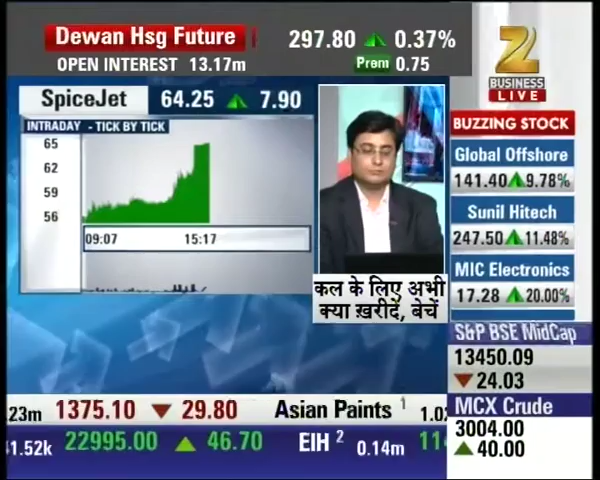 Dewan Hsg Future
297.80 ▲ 0.37%
OPEN INTEREST 13.17m
Prem 0.75
Z
BUSINESS
LIVE
SpiceJet 64.25 ▲ 7.90
INTRADAY - TICK BY TICK
65
62
59
56
09:07 15:17
कल के लिए अभी
क्या ख़रीदें, बेचें
BUZZING STOCK
Global Offshore
141.40 ▲ 9.78%
Sunil Hitech
247.50 ▲ 11.48%
MIC Electronics
17.28 ▲ 20.00%
S&P BSE MidCap
13450.09
▼ 24.03
MCX Crude
3004.00
▲ 40.00
.23m 1375.10 ▼ 29.80 Asian Paints 1 1.02
41.52k 22995.00 ▲ 46.70 EIH 2 0.14m 11